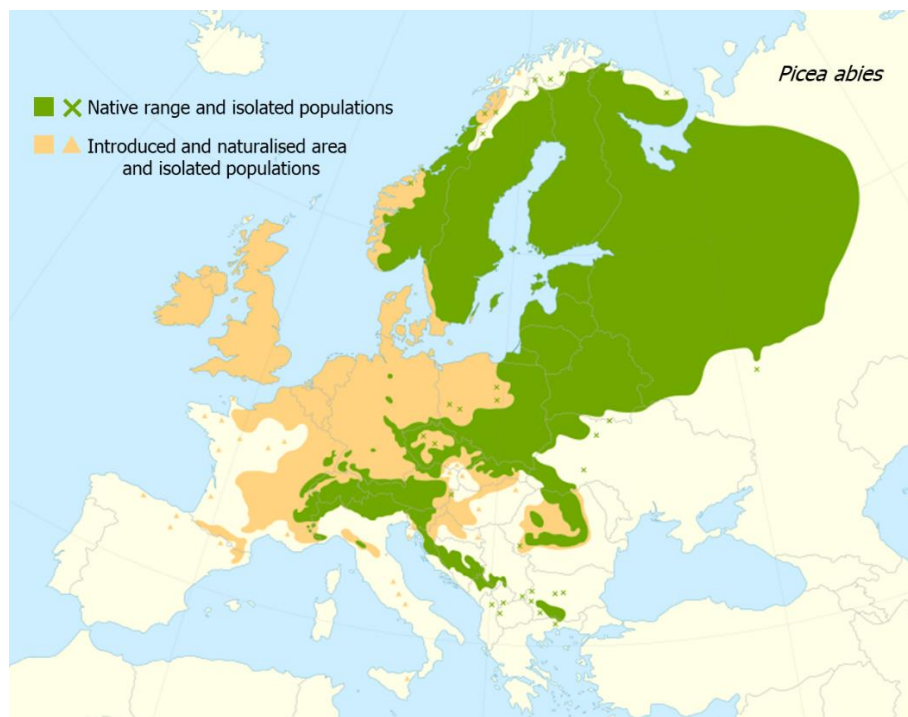 Picea abies
Native range and isolated populations
Introduced and naturalised area
and isolated populations